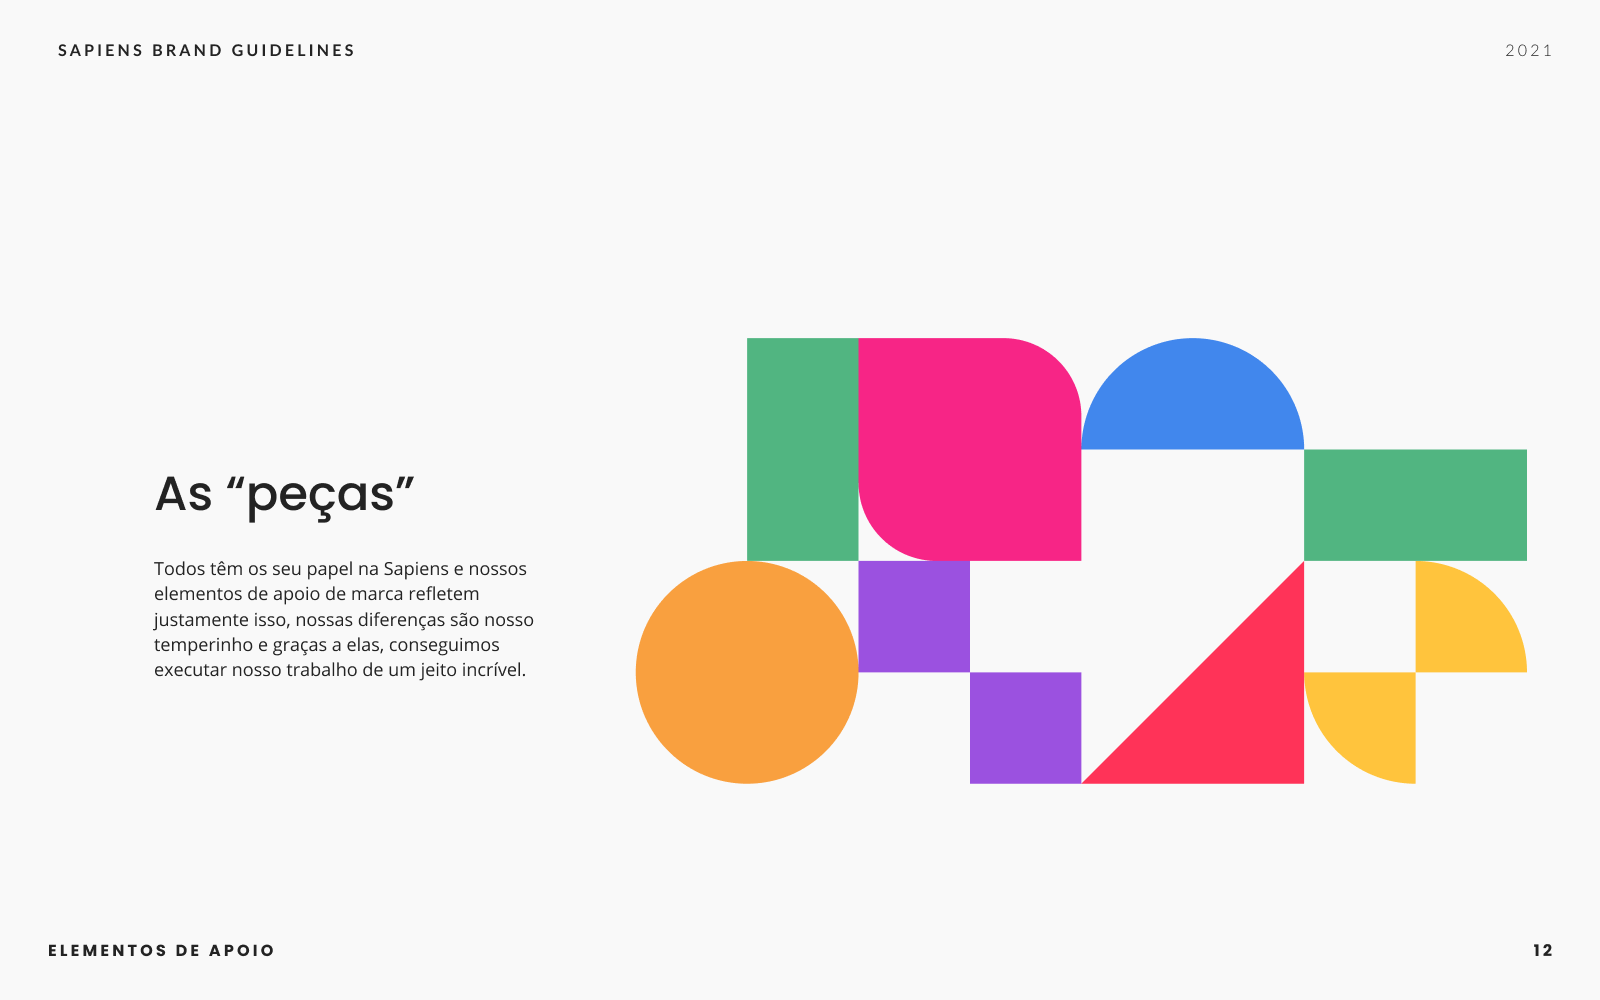 SAPIENS BRAND GUIDELINES
2021
As “peças”
Todos têm os seu papel na Sapiens e nossos
elementos de apoio de marca refletem
justamente isso, nossas diferenças são nosso
temperinho e graças a elas, conseguimos
executar nosso trabalho de um jeito incrível.
ELEMENTOS DE APOIO
12